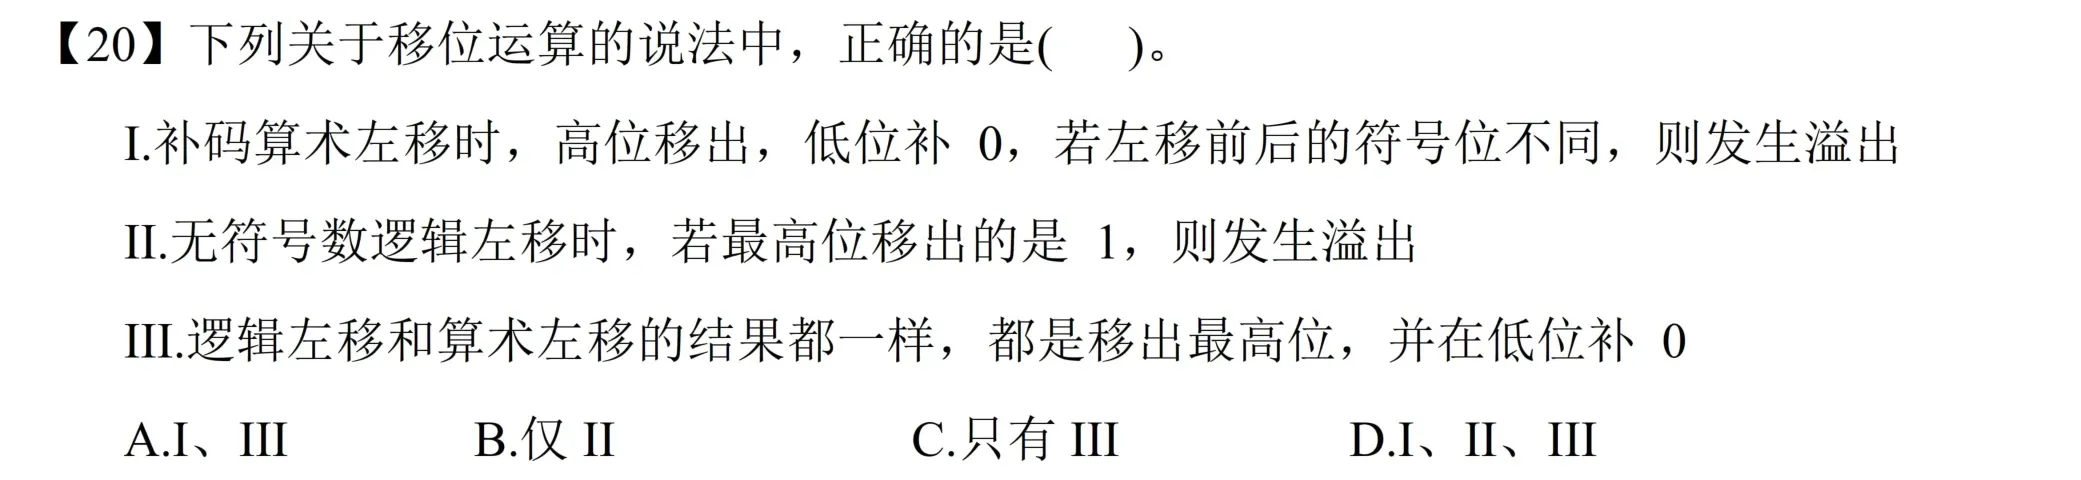 【20】下列关于移位运算的说法中，正确的是( )。
I.补码算术左移时，高位移出，低位补 0，若左移前后的符号位不同，则发生溢出
II.无符号数逻辑左移时，若最高位移出的是 1，则发生溢出
III.逻辑左移和算术左移的结果都一样，都是移出最高位，并在低位补 0
A.I、III B.仅 II C.只有 III D.I、II、III